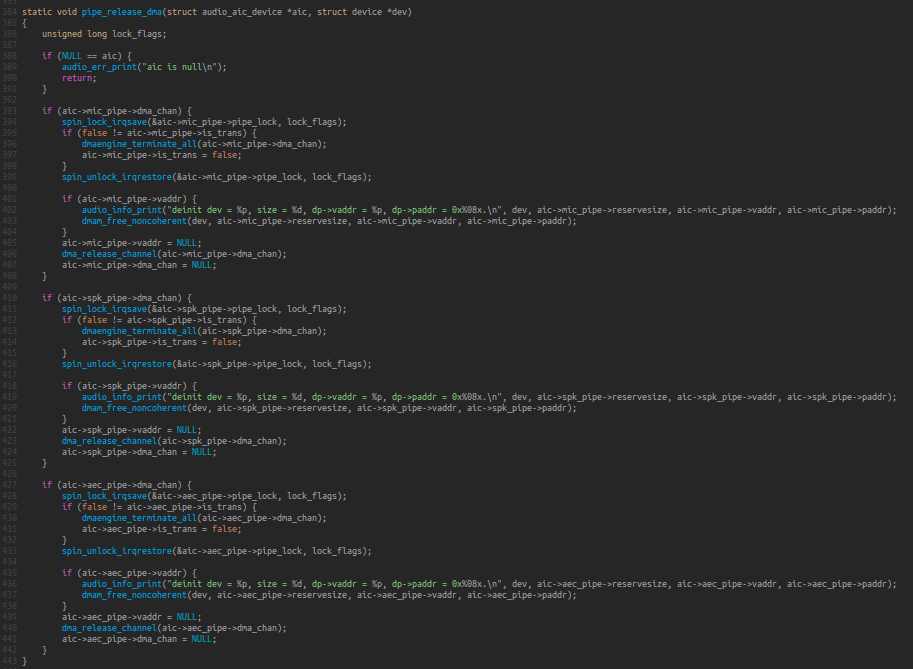 384 static void pipe_release_dma(struct audio_aic_device *aic, struct device *dev)
385 {
386     unsigned long lock_flags;
387
388     if (NULL == aic) {
389         audio_err_print("aic is null\n");
390         return;
391     }
392
393     if (aic->mic_pipe->dma_chan) {
394         spin_lock_irqsave(&aic->mic_pipe->pipe_lock, lock_flags);
395         if (false != aic->mic_pipe->is_trans) {
396             dmaengine_terminate_all(aic->mic_pipe->dma_chan);
397             aic->mic_pipe->is_trans = false;
398         }
399         spin_unlock_irqrestore(&aic->mic_pipe->pipe_lock, lock_flags);
400
401         if (aic->mic_pipe->vaddr) {
402             audio_info_print("deinit dev = %p, size = %d, dp->vaddr = %p, dp->paddr = 0x%08x.\n", dev, aic->mic_pipe->reservesize, aic->mic_pipe->vaddr, aic->mic_pipe->paddr);
403             dmam_free_noncoherent(dev, aic->mic_pipe->reservesize, aic->mic_pipe->vaddr, aic->mic_pipe->paddr);
404         }
405         aic->mic_pipe->vaddr = NULL;
406         dma_release_channel(aic->mic_pipe->dma_chan);
407         aic->mic_pipe->dma_chan = NULL;
408     }
409
410     if (aic->spk_pipe->dma_chan) {
411         spin_lock_irqsave(&aic->spk_pipe->pipe_lock, lock_flags);
412         if (false != aic->spk_pipe->is_trans) {
413             dmaengine_terminate_all(aic->spk_pipe->dma_chan);
414             aic->spk_pipe->is_trans = false;
415         }
416         spin_unlock_irqrestore(&aic->spk_pipe->pipe_lock, lock_flags);
417
418         if (aic->spk_pipe->vaddr) {
419             audio_info_print("deinit dev = %p, size = %d, dp->vaddr = %p, dp->paddr = 0x%08x.\n", dev, aic->spk_pipe->reservesize, aic->spk_pipe->vaddr, aic->spk_pipe->paddr);
420             dmam_free_noncoherent(dev, aic->spk_pipe->reservesize, aic->spk_pipe->vaddr, aic->spk_pipe->paddr);
421         }
422         aic->spk_pipe->vaddr = NULL;
423         dma_release_channel(aic->spk_pipe->dma_chan);
424         aic->spk_pipe->dma_chan = NULL;
425     }
426
427     if (aic->aec_pipe->dma_chan) {
428         spin_lock_irqsave(&aic->aec_pipe->pipe_lock, lock_flags);
429         if (false != aic->aec_pipe->is_trans) {
430             dmaengine_terminate_all(aic->aec_pipe->dma_chan);
431             aic->aec_pipe->is_trans = false;
432         }
433         spin_unlock_irqrestore(&aic->aec_pipe->pipe_lock, lock_flags);
434
435         if (aic->aec_pipe->vaddr) {
436             audio_info_print("deinit dev = %p, size = %d, dp->vaddr = %p, dp->paddr = 0x%08x.\n", dev, aic->aec_pipe->reservesize, aic->aec_pipe->vaddr, aic->aec_pipe->paddr);
437             dmam_free_noncoherent(dev, aic->aec_pipe->reservesize, aic->aec_pipe->vaddr, aic->aec_pipe->paddr);
438         }
439         aic->aec_pipe->vaddr = NULL;
440         dma_release_channel(aic->aec_pipe->dma_chan);
441         aic->aec_pipe->dma_chan = NULL;
442     }
443 }